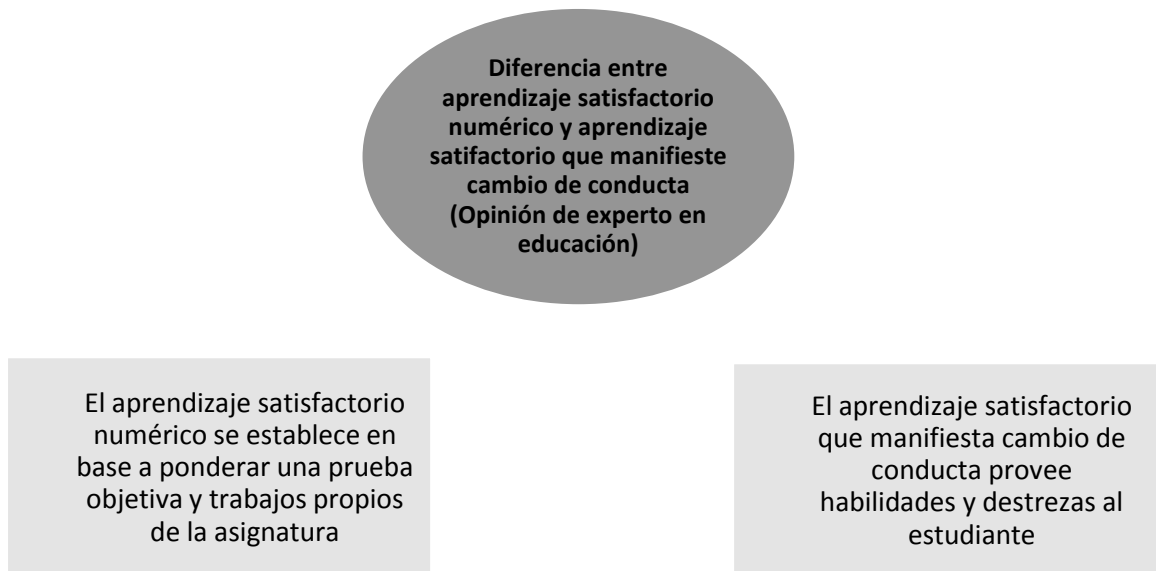 Diferencia entre
aprendizaje satisfactorio
numérico y aprendizaje
satifactorio que manifieste
cambio de conducta
(Opinión de experto en
educación)
El aprendizaje satisfactorio
numérico se establece en
base a ponderar una prueba
objetiva y trabajos propios
de la asignatura
El aprendizaje satisfactorio
que manifiesta cambio de
conducta provee
habilidades y destrezas al
estudiante